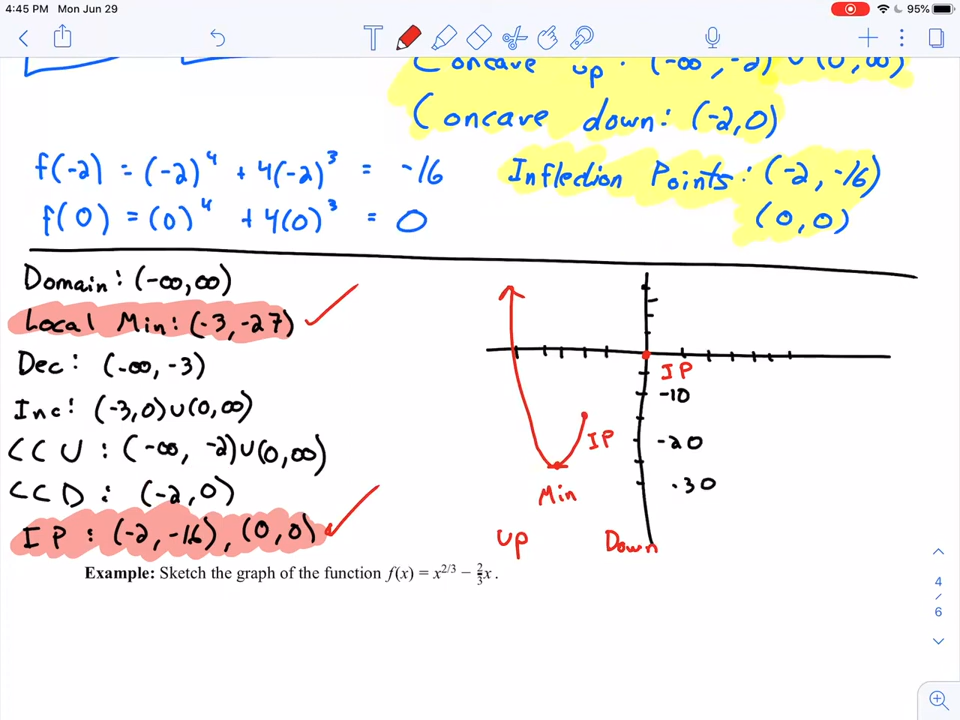 4:45 PM Mon Jun 29
95%
T
Concave up: (-∞, -2) ∪ (0, ∞)
Concave down: (-2,0)
f(-2) = (-2)⁴ + 4(-2)³ = -16
Inflection Points: (-2, -16)
f(0) = (0)⁴ + 4(0)³ = 0
(0,0)
Domain: (-∞,∞)
Local Min: (-3, -27)
Dec: (-∞, -3)
Inc: (-3,0)∪(0,∞)
CCU: (-∞, -2)∪(0,∞)
CCD: (-2,0)
IP: (-2, -16), (0,0)
IP
-10
IP
-20
-30
Min
Up
Down
Example: Sketch the graph of the function f(x) = x^{2/3} − \frac{2}{3}x.
4
/
6